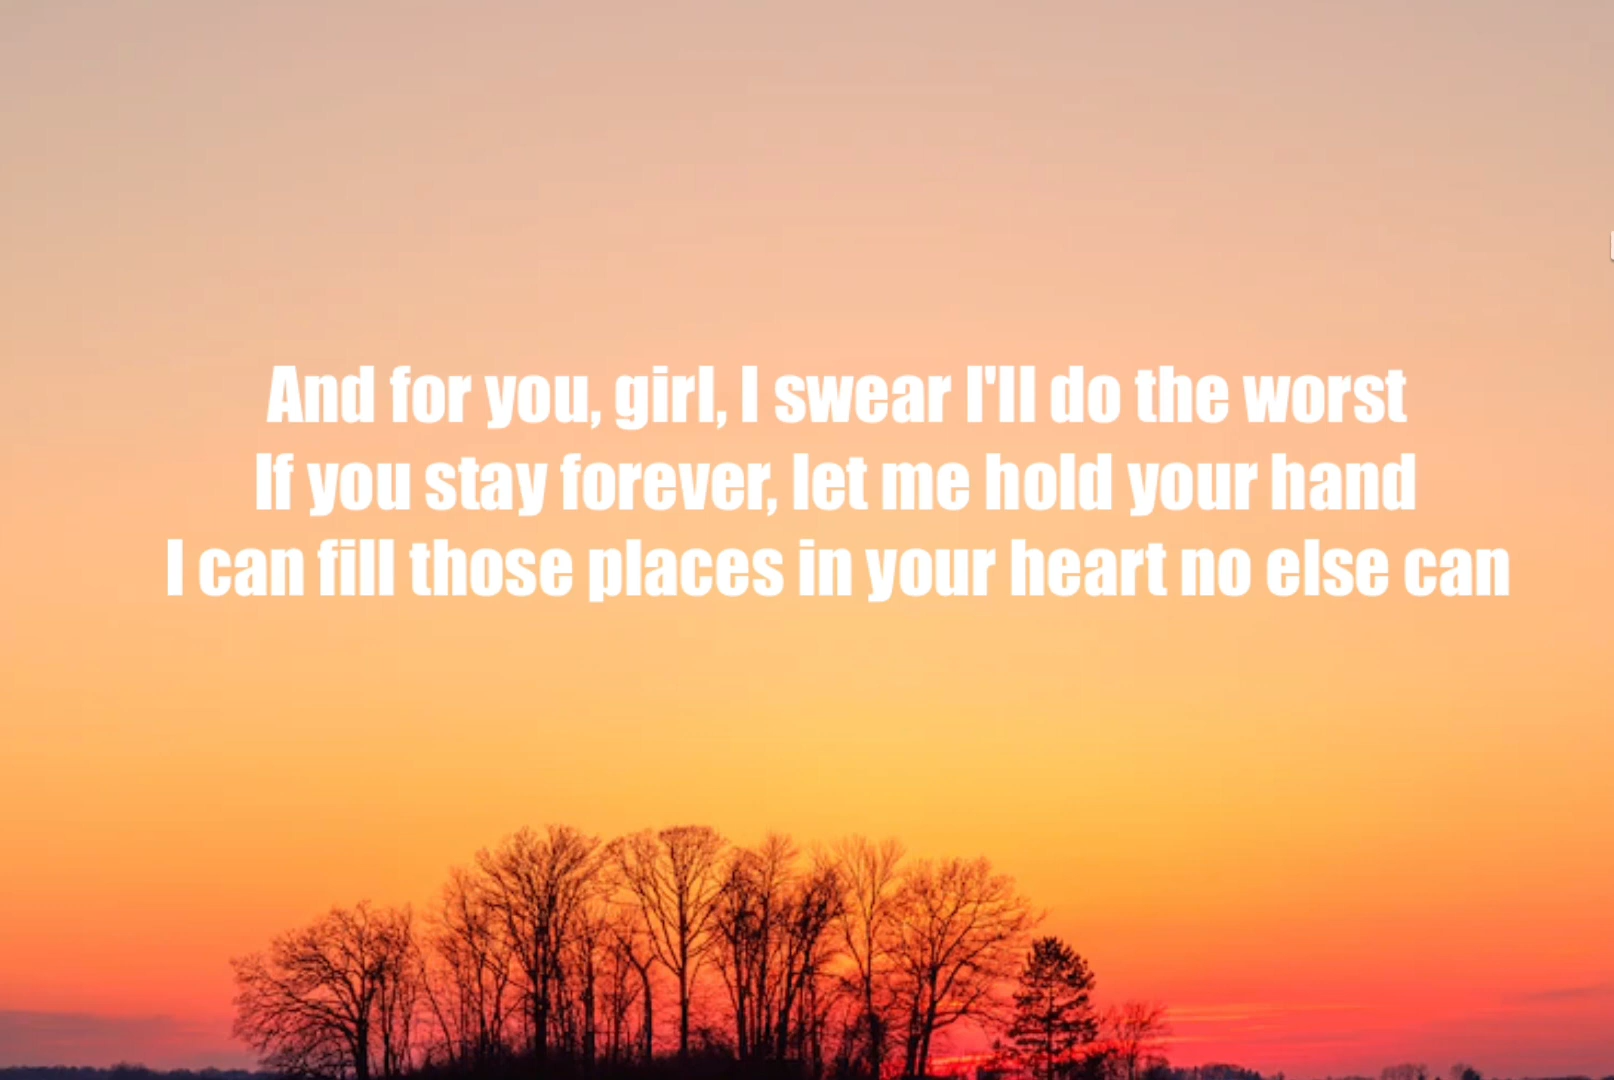 And for you, girl, I swear I'll do the worst
If you stay forever, let me hold your hand
I can fill those places in your heart no else can